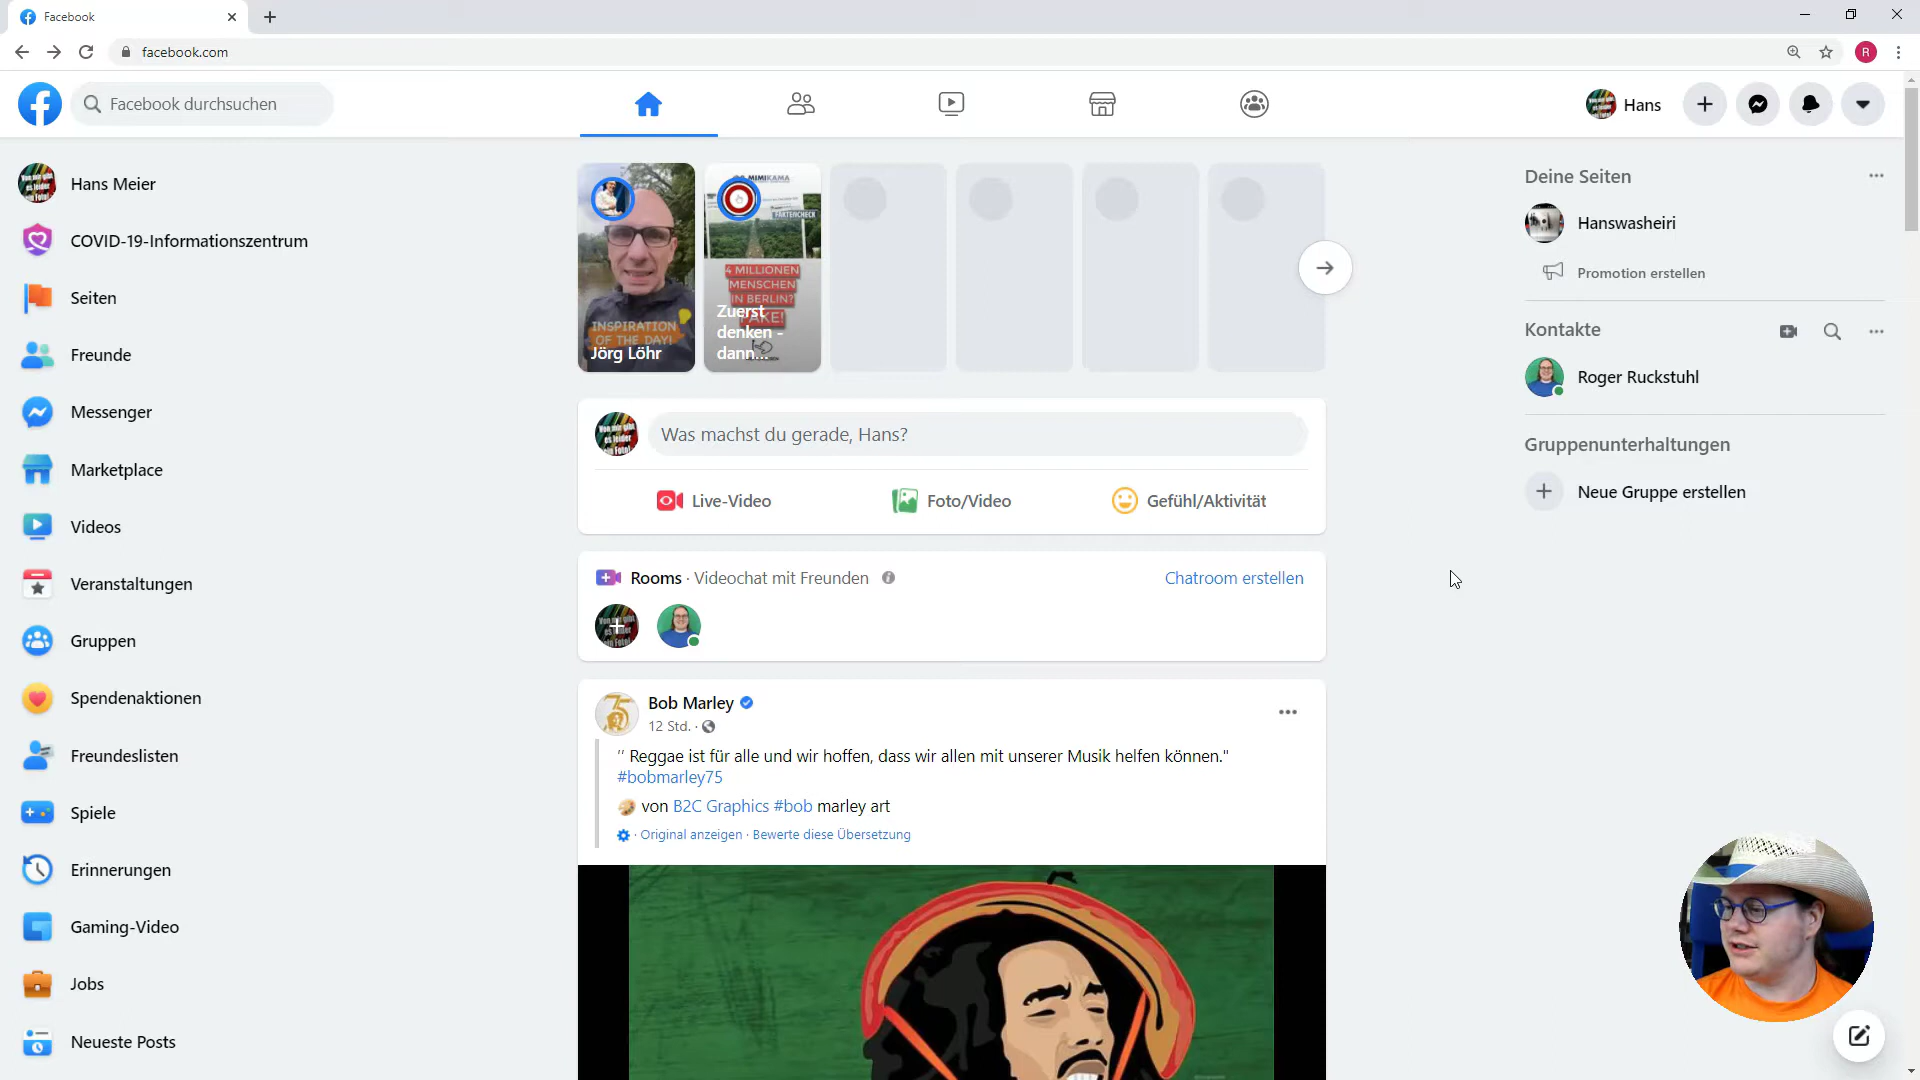 Facebook
facebook.com
R
Facebook durchsuchen
Hans
Hans Meier
COVID-19-Informationszentrum
Seiten
Freunde
Messenger
Marketplace
Videos
Veranstaltungen
Gruppen
Spendenaktionen
Freundeslisten
Spiele
Erinnerungen
Gaming-Video
Jobs
Neueste Posts
INSPIRATION
OF THE DAY!
Jörg Löhr
MIMIKAMA
FAKTENCHECK
4 MILLIONEN
MENSCHEN
IN BERLIN?
FAKE!
Zuerst
denken -
dann...
Was machst du gerade, Hans?
Live-Video
Foto/Video
Gefühl/Aktivität
Rooms · Videochat mit Freunden
Chatroom erstellen
75
Bob Marley
12 Std. ·
″ Reggae ist für alle und wir hoffen, dass wir allen mit unserer Musik helfen können."
#bobmarley75
von B2C Graphics #bob marley art
· Original anzeigen · Bewerte diese Übersetzung
Deine Seiten
Hanswasheiri
Promotion erstellen
Kontakte
Roger Ruckstuhl
Gruppenunterhaltungen
Neue Gruppe erstellen